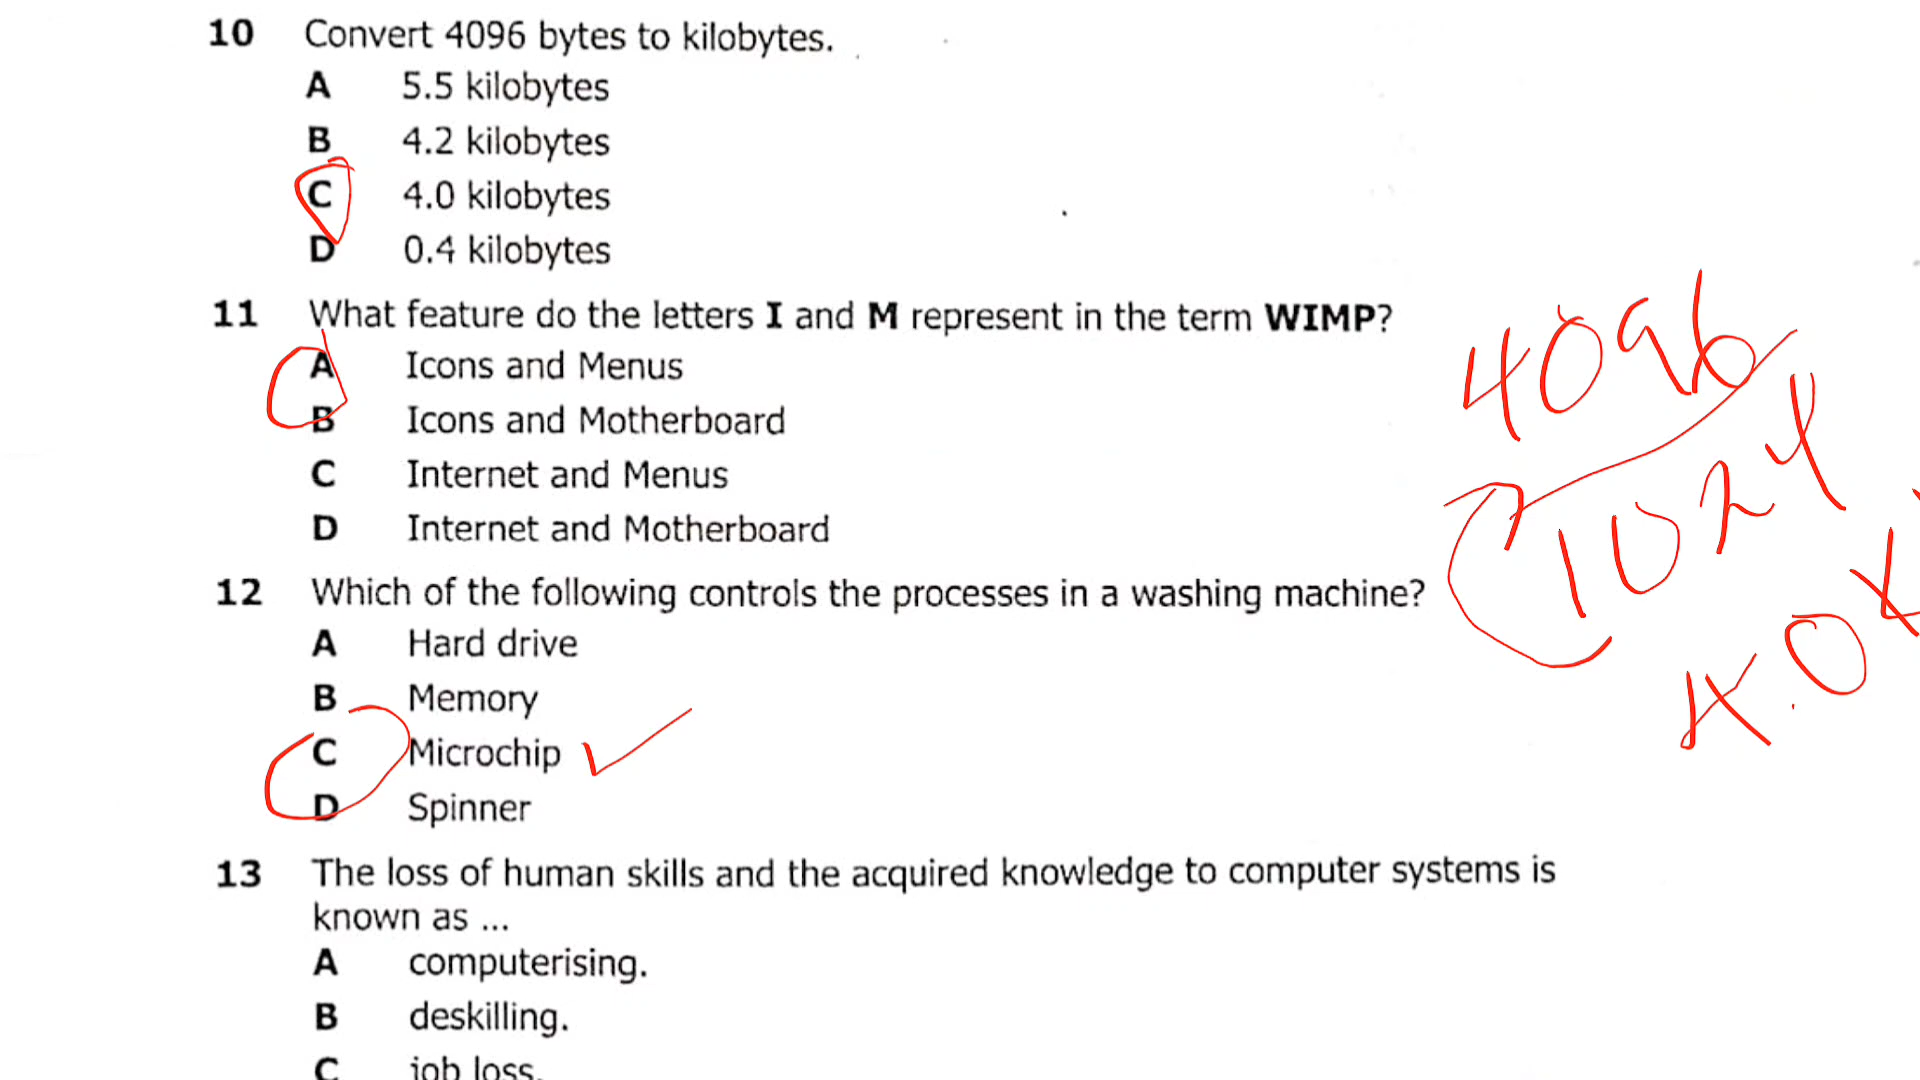 10 Convert 4096 bytes to kilobytes.
A 5.5 kilobytes
B 4.2 kilobytes
C 4.0 kilobytes
D 0.4 kilobytes
11 What feature do the letters I and M represent in the term WIMP?
A Icons and Menus
B Icons and Motherboard
C Internet and Menus
D Internet and Motherboard
4096
1024
4.0
12 Which of the following controls the processes in a washing machine?
A Hard drive
B Memory
C Microchip
D Spinner
13 The loss of human skills and the acquired knowledge to computer systems is
known as ...
A computerising.
B deskilling.
C job loss.